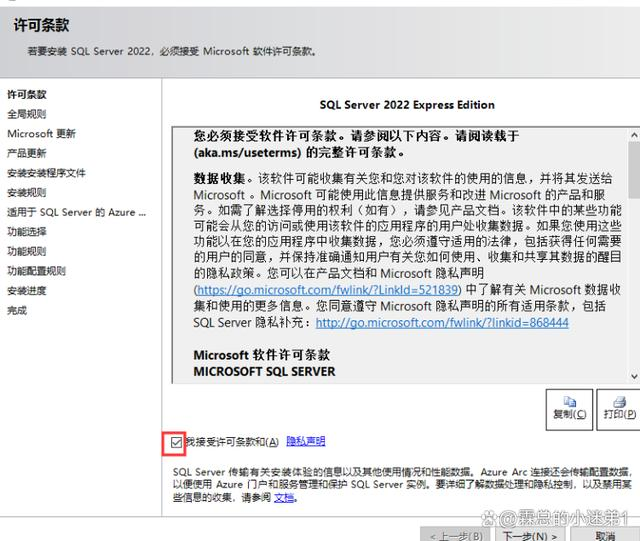 许可条款
若要安装 SQL Server 2022，必须接受 Microsoft 软件许可条款。
许可条款
全局规则
Microsoft 更新
产品更新
安装安装程序文件
安装规则
适用于 SQL Server 的 Azure ...
功能选择
功能规则
功能配置规则
安装进度
完成
SQL Server 2022 Express Edition
您必须接受软件许可条款。请参阅以下内容。请阅读载于
(aka.ms/useterms) 的完整许可条款。
数据收集。该软件可能收集有关您和您对该软件的使用的信息，并将其发送给
Microsoft 。Microsoft 可能使用此信息提供服务和改进 Microsoft 的产品和服
务。如需了解选择停用的权利（如有），请参见产品文档。该软件中的某些功能
可能会从您的访问或使用该软件的应用程序的用户处收集数据。如果您使用这些
功能以在您的应用程序中收集数据，您必须遵守适用的法律，包括获得任何需要
的用户的同意，并保持准确通知用户有关您如何使用、收集和共享其数据的醒目
的隐私政策。您可以在产品文档和 Microsoft 隐私声明
(https://go.microsoft.com/fwlink/?LinkId=521839) 中了解有关 Microsoft 数据收
集和使用的更多信息。您同意遵守 Microsoft 隐私声明的所有适用条款，包括
SQL Server 隐私补充：http://go.microsoft.com/fwlink/?linkid=868444
Microsoft 软件许可条款
MICROSOFT SQL SERVER
复制(C)
打印(P)
我接受许可条款和(A) 隐私声明
SQL Server 传输有关安装体验的信息以及其他使用情况和性能数据。Azure Arc 连接还会传输配置数据，
以便使用 Azure 门户和服务管理和保护 SQL Server 实例。要详细了解数据处理和隐私控制，以及禁用某
些信息的收集，请参阅 文档。
< 上一步(B)
下一步(N) >
取消
霖总的小迷弟1